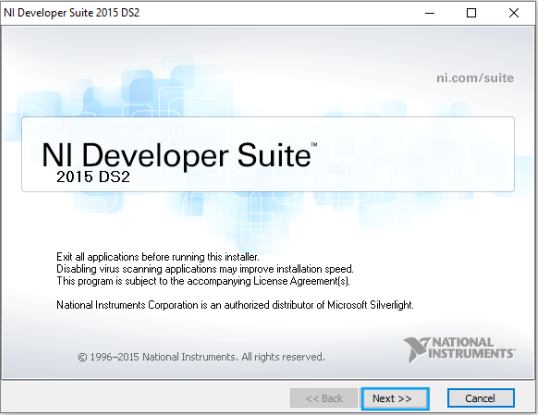 NI Developer Suite 2015 DS2
ni.com/suite
NI Developer Suite™
2015 DS2
Exit all applications before running this installer.
Disabling virus scanning applications may improve installation speed.
This program is subject to the accompanying License Agreement(s).
National Instruments Corporation is an authorized distributor of Microsoft Silverlight.
© 1996–2015 National Instruments. All rights reserved.
NATIONAL
INSTRUMENTS™
<< Back Next >> Cancel